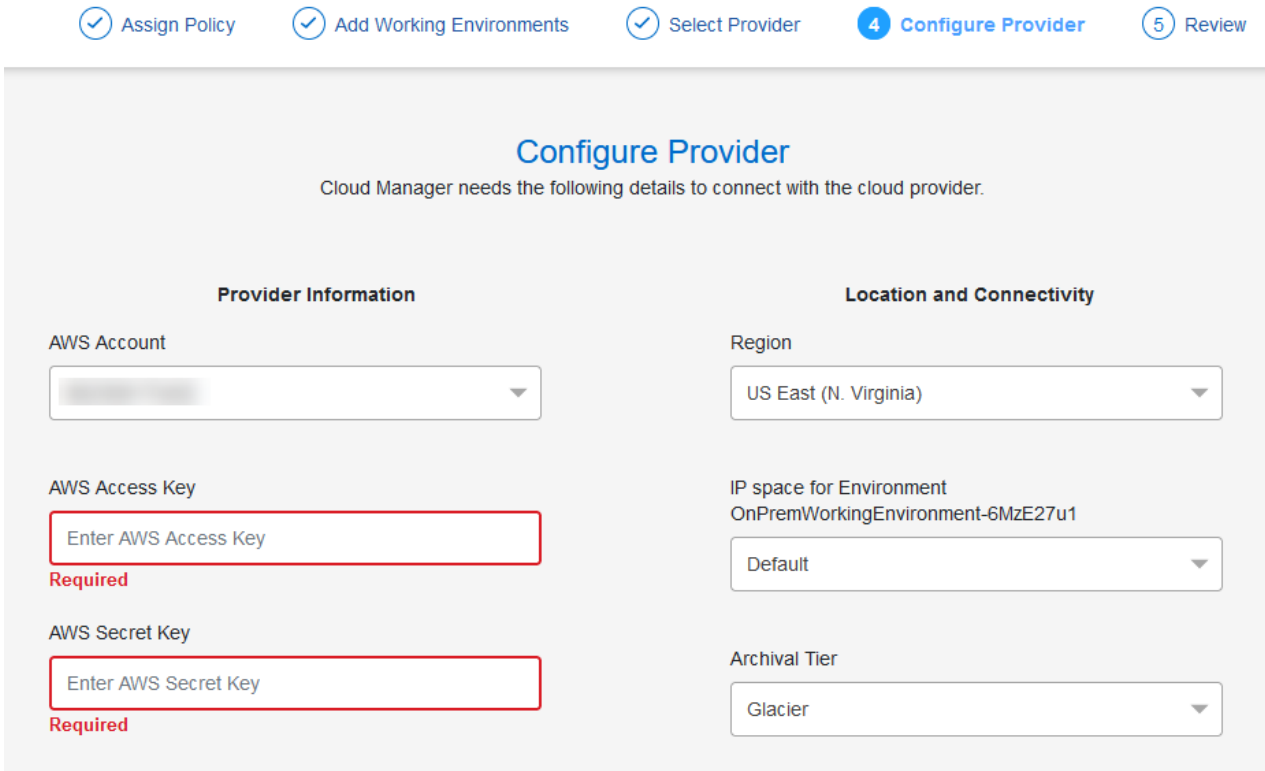 Assign Policy
Add Working Environments
Select Provider
4 Configure Provider
5 Review
Configure Provider
Cloud Manager needs the following details to connect with the cloud provider.
Provider Information
AWS Account
AWS Access Key
Enter AWS Access Key
Required
AWS Secret Key
Enter AWS Secret Key
Required
Location and Connectivity
Region
US East (N. Virginia)
IP space for Environment
OnPremWorkingEnvironment-6MzE27u1
Default
Archival Tier
Glacier